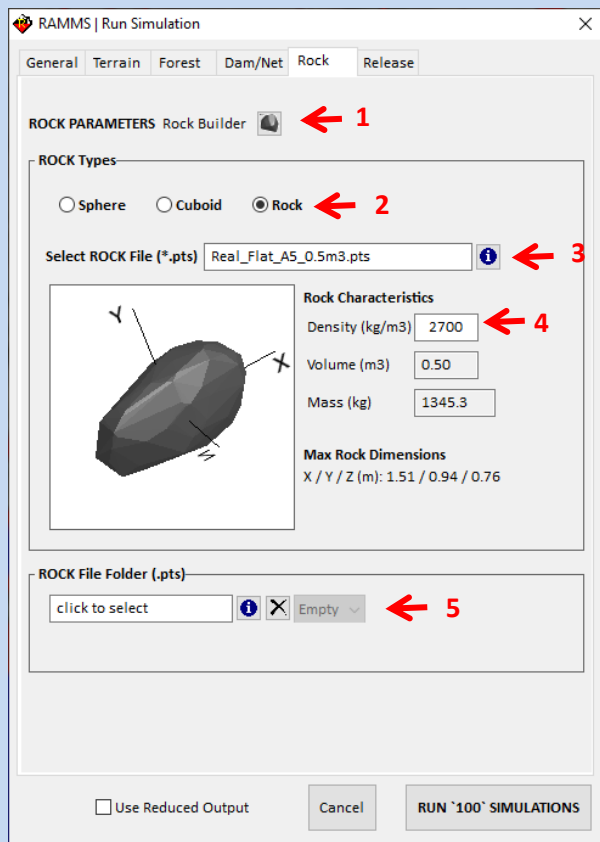 RAMMS | Run Simulation
General Terrain Forest Dam/Net Rock Release
ROCK PARAMETERS Rock Builder 1
ROCK Types
Sphere Cuboid Rock 2
Select ROCK File (*.pts) Real_Flat_A5_0.5m3.pts 3
Rock Characteristics
Density (kg/m3) 2700 4
Volume (m3) 0.50
Mass (kg) 1345.3
Max Rock Dimensions
X / Y / Z (m): 1.51 / 0.94 / 0.76
Y
X
Z
ROCK File Folder (.pts)
click to select Empty 5
Use Reduced Output Cancel RUN `100` SIMULATIONS